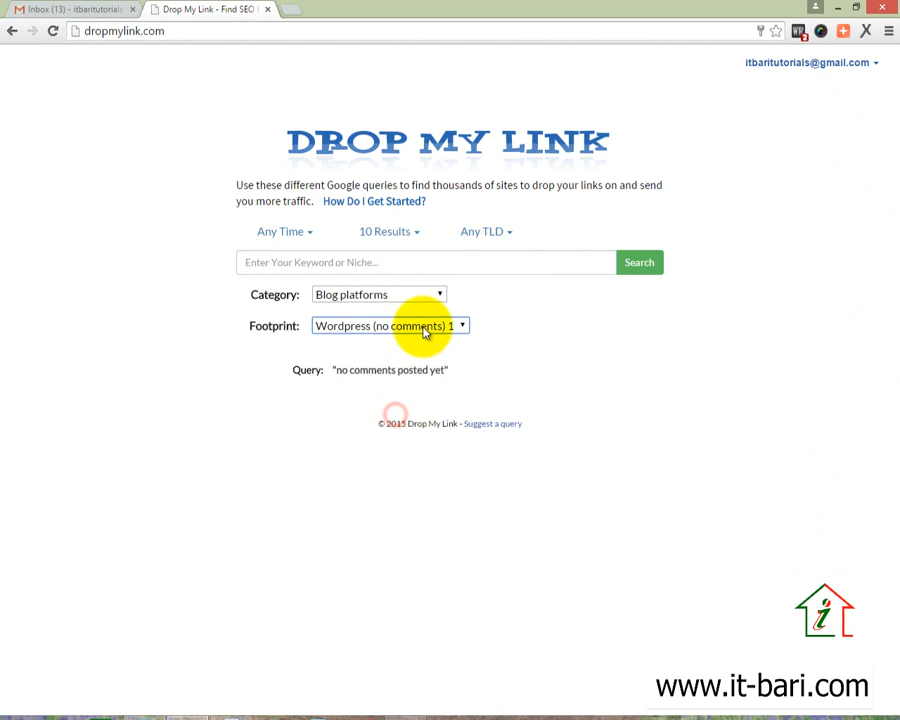 Inbox (13) - itbaritutorials
Drop My Link - Find SEO
dropmylink.com
itbaritutorials@gmail.com
DROP MY LINK
Use these different Google queries to find thousands of sites to drop your links on and send
you more traffic. How Do I Get Started?
Any Time 10 Results Any TLD
Enter Your Keyword or Niche... Search
Category: Blog platforms
Footprint: Wordpress (no comments) 1
Query: "no comments posted yet"
© 2015 Drop My Link - Suggest a query
i
www.it-bari.com